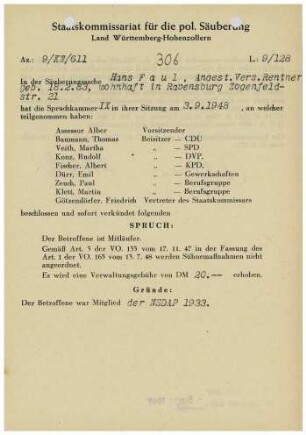 Staatskommissariat für die pol. Säuberung
Land Württemberg-Hohenzollern
Az.: 9/XV/611
306
L: 9/128
In der Säuberungssache Hans Faul, Angest.Vers.Rentner
Geb. 18.2.83, wohnhaft in Ravensburg Zogenfeld-
str. 21
hat die Spruchkammer IX in ihrer Sitzung am 3.9.1948, an welcher
teilgenommen haben:
Assessor Alber Vorsitzender
Baumann, Thomas Beisitzer — CDU
Veith, Martha „ — SPD
Konz, Rudolf „ — DVP,
Fischer, Albert „ — KPD,
Dürr, Emil „ — Gewerkschaften
Zeuch, Paul „ — Berufsgruppe
Klett, Martin „ — Berufsgruppe
Götzendörfer, Friedrich Vertreter des Staatskommissars
beschlossen und sofort verkündet folgenden
SPRUCH:
Der Betroffene ist Mitläufer.
Gemäß Art. 5 der VO. 133 vom 17. 11. 47 in der Fassung des
Art. 1 der VO. 165 vom 13. 7. 48 werden Sühnemaßnahmen nicht
angeordnet.
Es wird eine Verwaltungsgebühr von DM 20.-- erhoben.
Gründe:
Der Betroffene war Mitglied der NSDAP 1933.